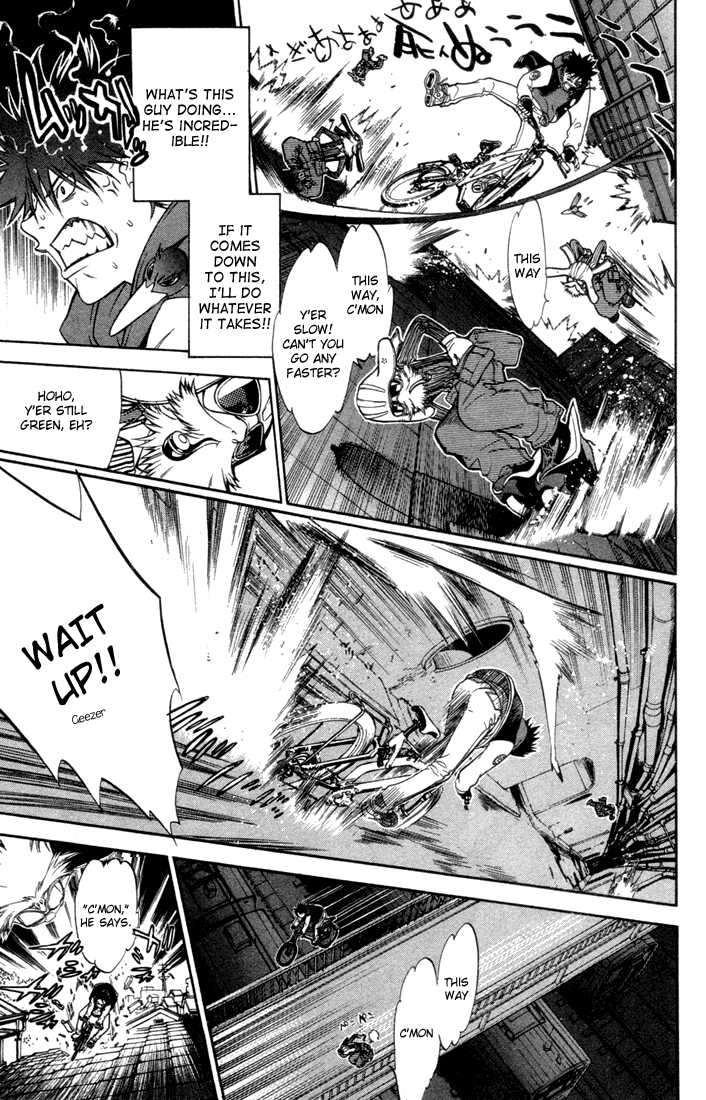 WHAT'S THIS
GUY DOING...
HE'S INCRED-
IBLE!!
IF IT
COMES
DOWN
TO THIS,
I'LL DO
WHATEVER
IT TAKES!!
THIS
WAY
THIS
WAY,
C'MON
Y'ER
SLOW!
CAN'T YOU
GO ANY
FASTER?
HOHO,
Y'ER STILL
GREEN, EH?
WAIT
UP!!
Geezer
THIS
WAY
C'MON
"C'MON,"
HE SAYS.